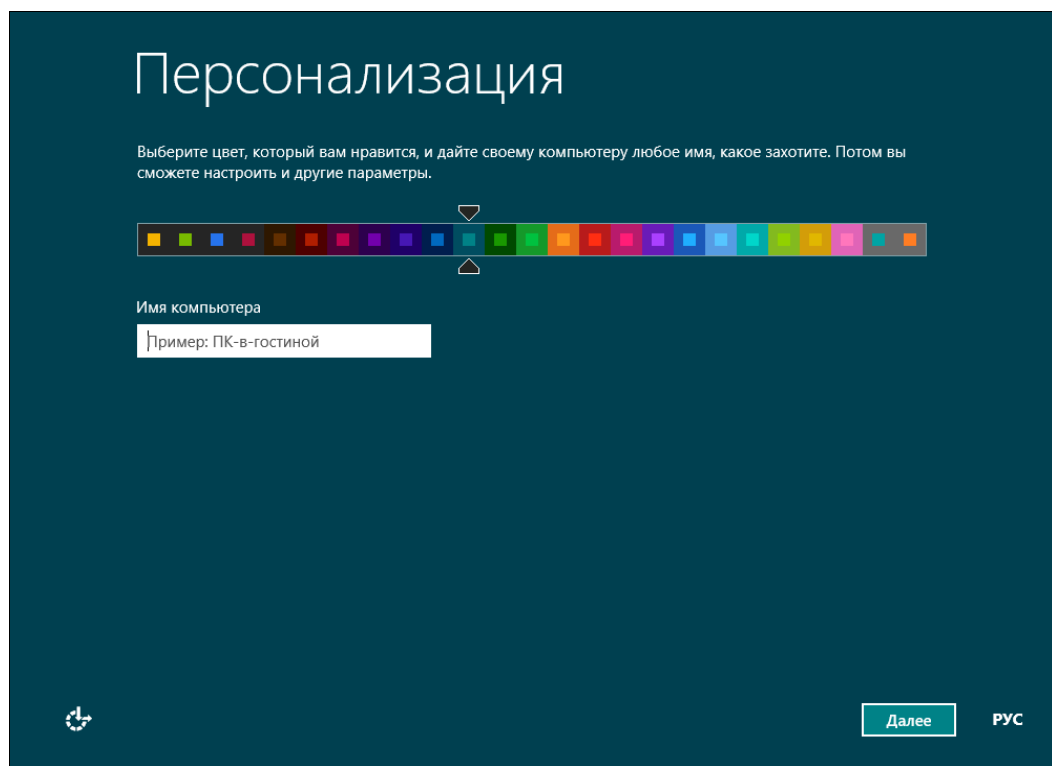 Персонализация
Выберите цвет, который вам нравится, и дайте своему компьютеру любое имя, какое захотите. Потом вы
сможете настроить и другие параметры.
Имя компьютера
Пример: ПК-в-гостиной
Далее
РУС